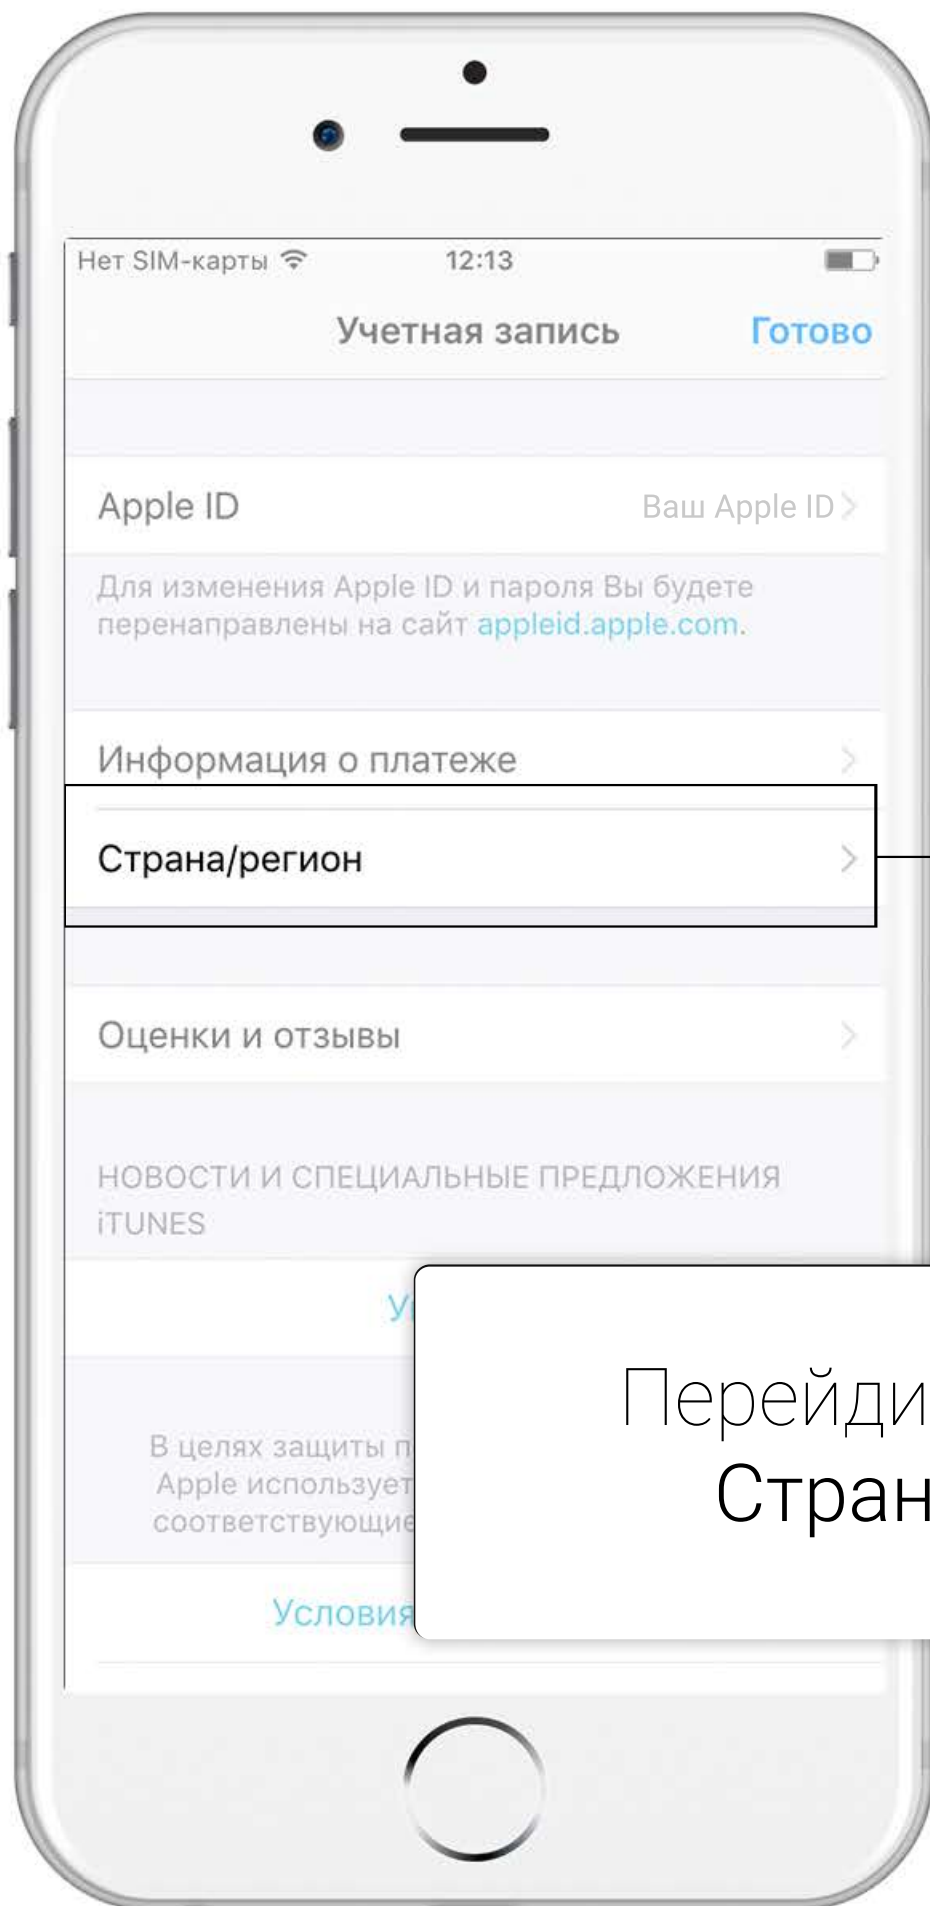 Нет SIM-карты 12:13
Учетная запись Готово
Apple ID Ваш Apple ID
Для изменения Apple ID и пароля Вы будете
перенаправлены на сайт appleid.apple.com.
Информация о платеже
Страна/регион
Оценки и отзывы
НОВОСТИ И СПЕЦИАЛЬНЫЕ ПРЕДЛОЖЕНИЯ
iTUNES
В целях защиты
Apple использует
соответствующие
Условия
Перейди
Стран